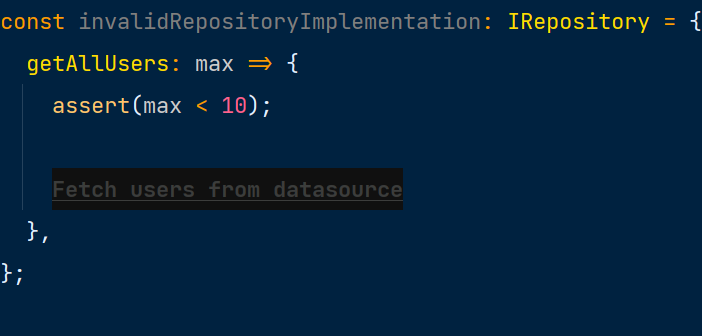 const invalidRepositoryImplementation: IRepository = {
  getAllUsers: max => {
    assert(max < 10);
    Fetch users from datasource
  },
};